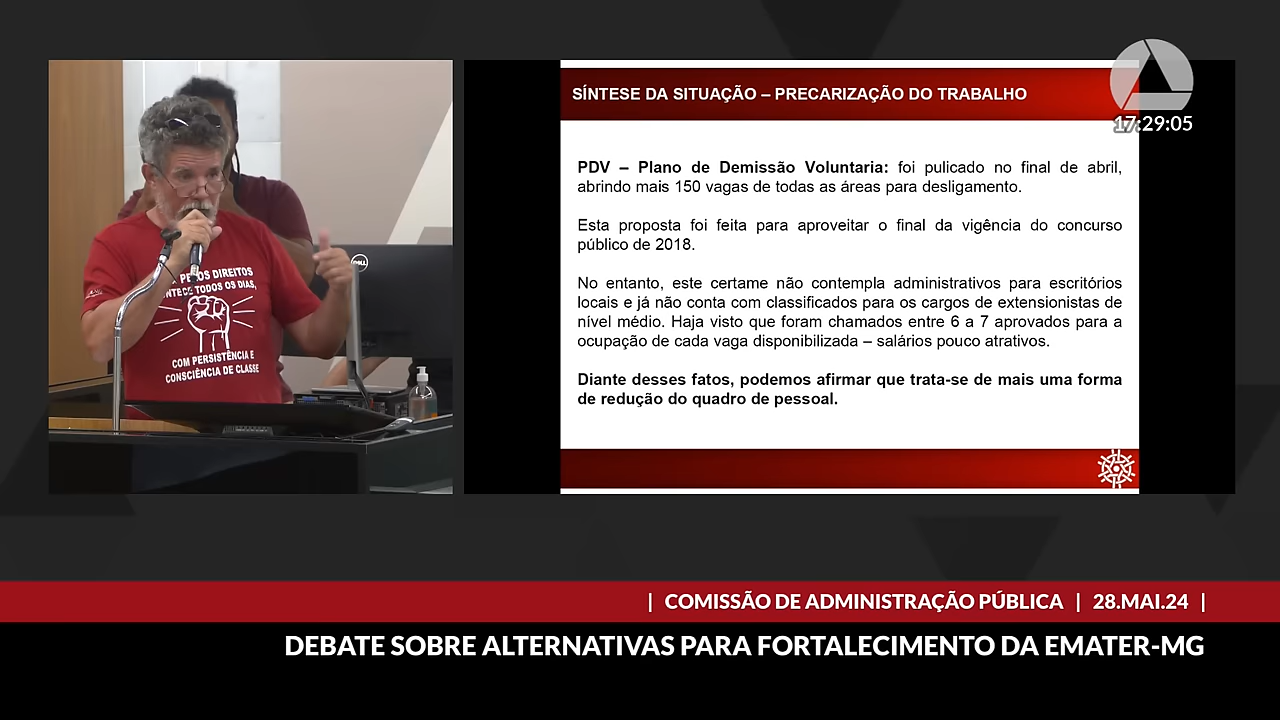 SÍNTESE DA SITUAÇÃO – PRECARIZAÇÃO DO TRABALHO
17:29:05
PDV – Plano de Demissão Voluntaria: foi pulicado no final de abril,
abrindo mais 150 vagas de todas as áreas para desligamento.
Esta proposta foi feita para aproveitar o final da vigência do concurso
público de 2018.
No entanto, este certame não contempla administrativos para escritórios
locais e já não conta com classificados para os cargos de extensionistas de
nível médio. Haja visto que foram chamados entre 6 a 7 aprovados para a
ocupação de cada vaga disponibilizada – salários pouco atrativos.
Diante desses fatos, podemos afirmar que trata-se de mais uma forma
de redução do quadro de pessoal.
DIREITOS
TODOS OS DIAS,
COM PERSISTÊNCIA E
CONSCIÊNCIA DE CLASSE
DELL
| COMISSÃO DE ADMINISTRAÇÃO PÚBLICA | 28.MAI.24 |
DEBATE SOBRE ALTERNATIVAS PARA FORTALECIMENTO DA EMATER-MG